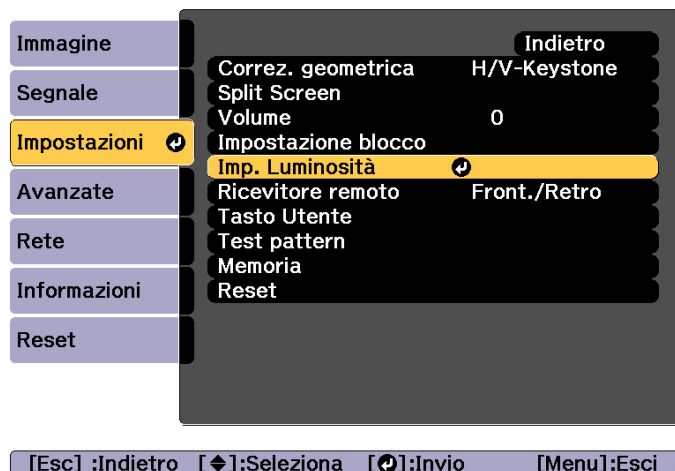 Immagine
Segnale
Impostazioni
Avanzate
Rete
Informazioni
Reset
Indietro
Correz. geometrica H/V-Keystone
Split Screen
Volume 0
Impostazione blocco
Imp. Luminosità
Ricevitore remoto Front./Retro
Tasto Utente
Test pattern
Memoria
Reset
[Esc] :Indietro [◆]:Seleziona [↵]:Invio [Menu]:Esci